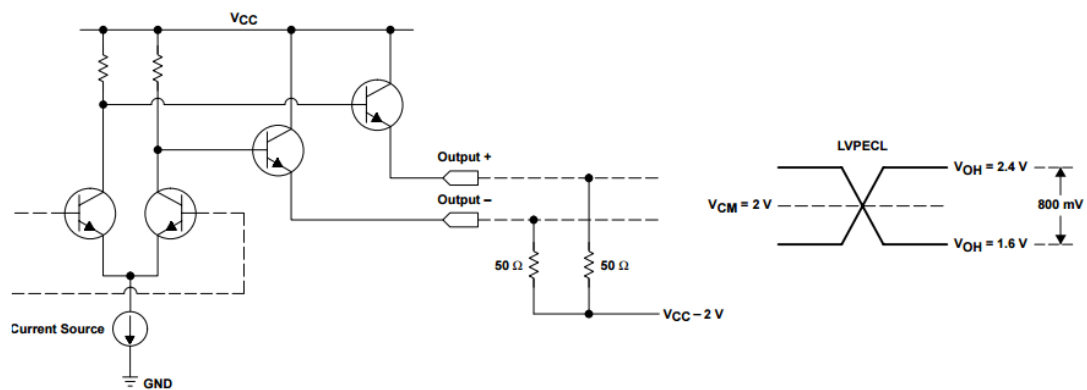 VCC
Output +
Output –
50 Ω
50 Ω
VCC – 2 V
Current Source
GND
LVPECL
VOH = 2.4 V
VCM = 2 V
800 mV
VOH = 1.6 V